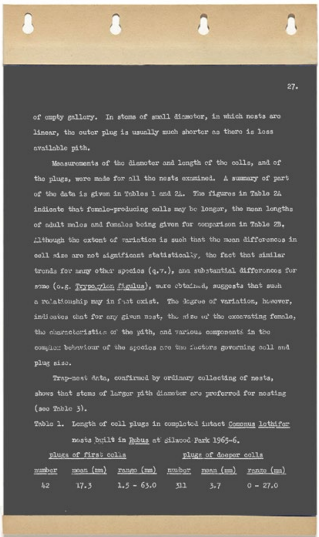 27.
of empty gallery. In stems of small diameter, in which nests are
linear, the outer plug is usually much shorter as there is less
available pith.
Measurements of the diameter and length of the cells, and of
the plugs, were made for all the nests examined. A summary of part
of the data is given in Tables 1 and 2A. The figures in Table 2A
indicate that female-producing cells may be longer, the mean lengths
of adult males and females being given for comparison in Table 2B.
Although the extent of variation is such that the mean differences in
cell size are not significant statistically, the fact that similar
trends for many other species (q.v.), and substantial differences for
some (e.g. Trypoxylon figulus), were obtained, suggests that such
a relationship may in fact exist. The degree of variation, however,
indicates that for any given nest, the size of the excavating female,
the characteristics of the pith, and various components in the
complex behaviour of the species are the factors governing cell and
plug size.
Trap-nest data, confirmed by ordinary collecting of nests,
shows that stems of larger pith diameter are preferred for nesting
(see Table 3).
Table 1. Length of cell plugs in completed intact Cemonus lethifer
nests built in Rubus at Silwood Park 1963-6.
plugs of first cells plugs of deeper cells
number mean (mm) range (mm) number mean (mm) range (mm)
42 17.3 1.5 - 63.0 311 3.7 0 - 27.0